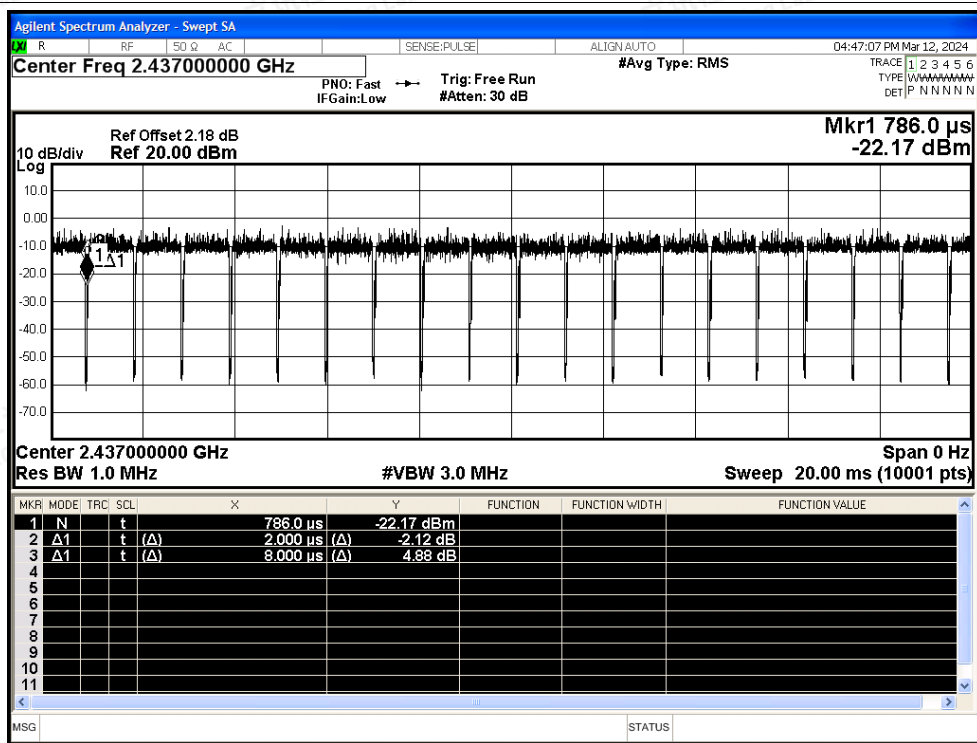 Agilent Spectrum Analyzer - Swept SA
LXI R RF 50 Ω AC SENSE:PULSE ALIGN AUTO 04:47:07 PM Mar 12, 2024
Center Freq 2.437000000 GHz #Avg Type: RMS TRACE 1 2 3 4 5 6
PNO: Fast Trig: Free Run TYPE
IFGain:Low #Atten: 30 dB DET P N N N N N
Mkr1 786.0 µs
Ref Offset 2.18 dB
10 dB/div Ref 20.00 dBm -22.17 dBm
Log
10.0
0.00
-10.0
1Δ1
-20.0
-30.0
-40.0
-50.0
-60.0
-70.0
Center 2.437000000 GHz Span 0 Hz
Res BW 1.0 MHz #VBW 3.0 MHz Sweep 20.00 ms (10001 pts)
MKR MODE TRC SCL X Y FUNCTION FUNCTION WIDTH FUNCTION VALUE
1 N t 786.0 µs -22.17 dBm
2 Δ1 t (Δ) 2.000 µs (Δ) -2.12 dB
3 Δ1 t (Δ) 8.000 µs (Δ) 4.88 dB
4
5
6
7
8
9
10
11
MSG STATUS